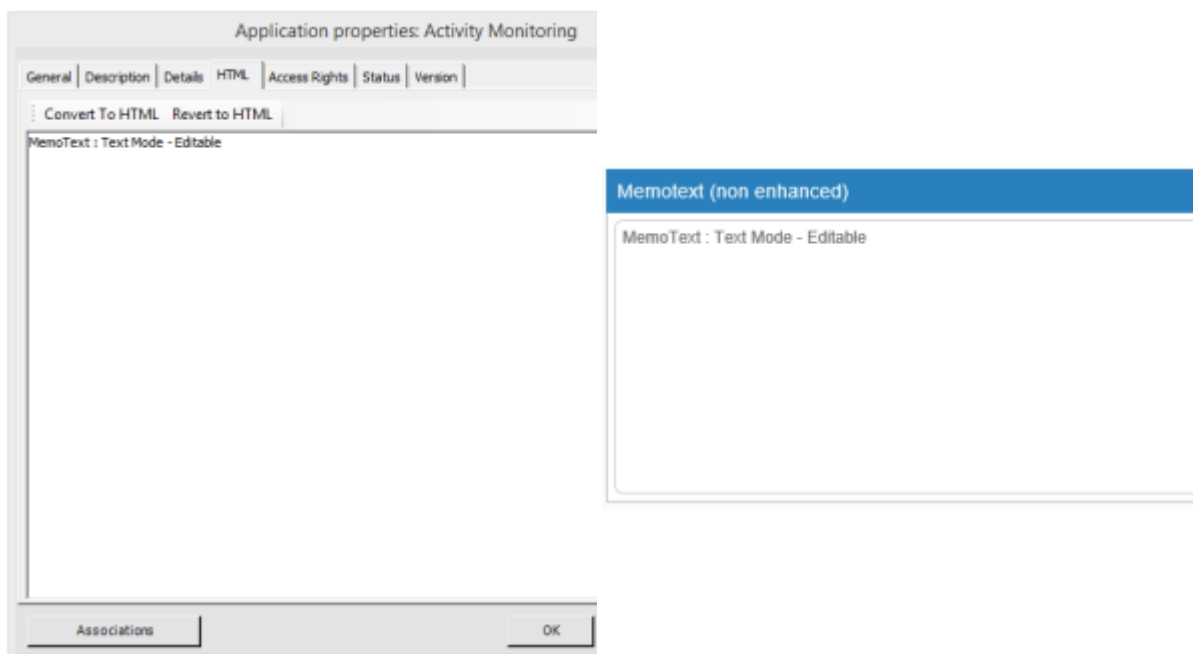 Application properties: Activity Monitoring
General Description Details HTML Access Rights Status Version
Convert To HTML Revert to HTML
MemoText : Text Mode - Editable
Associations OK
Memotext (non enhanced)
MemoText : Text Mode - Editable